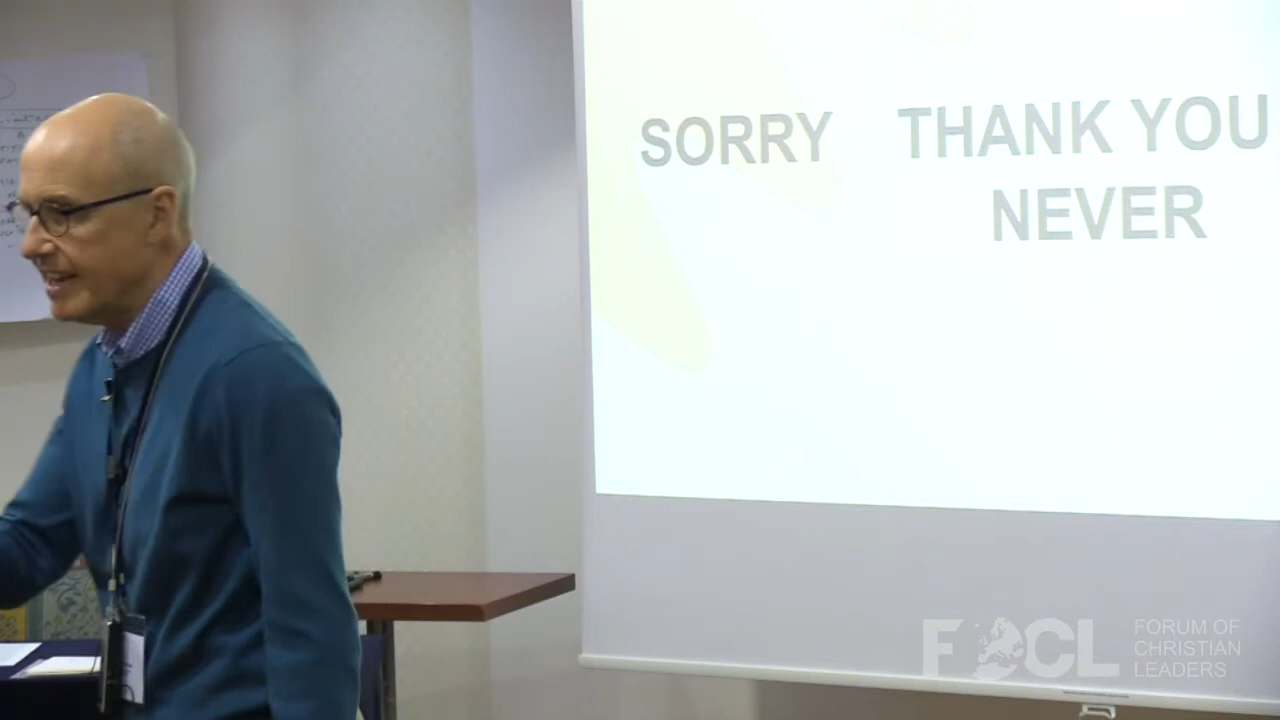 SORRY THANK YOU
NEVER
FOCL
FORUM OF
CHRISTIAN
LEADERS